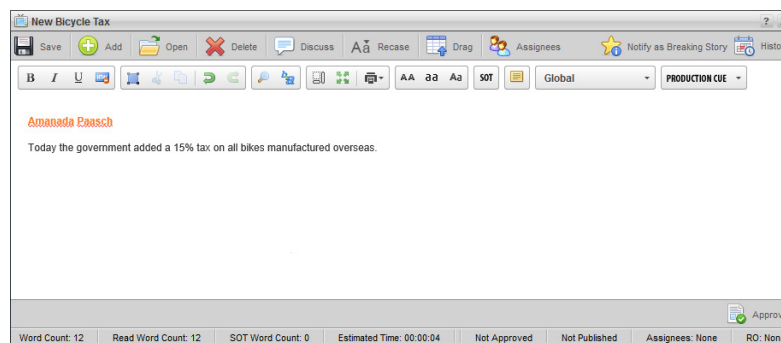 New Bicycle Tax ?
Save Add Open Delete Discuss Aä Recase Drag Assignees Notify as Breaking Story Histo
B I U AA aa Aa SOT Global PRODUCTION CUE
Amanada Paasch
Today the government added a 15% tax on all bikes manufactured overseas.
Approv
Word Count: 12 Read Word Count: 12 SOT Word Count: 0 Estimated Time: 00:00:04 Not Approved Not Published Assignees: None RO: Non